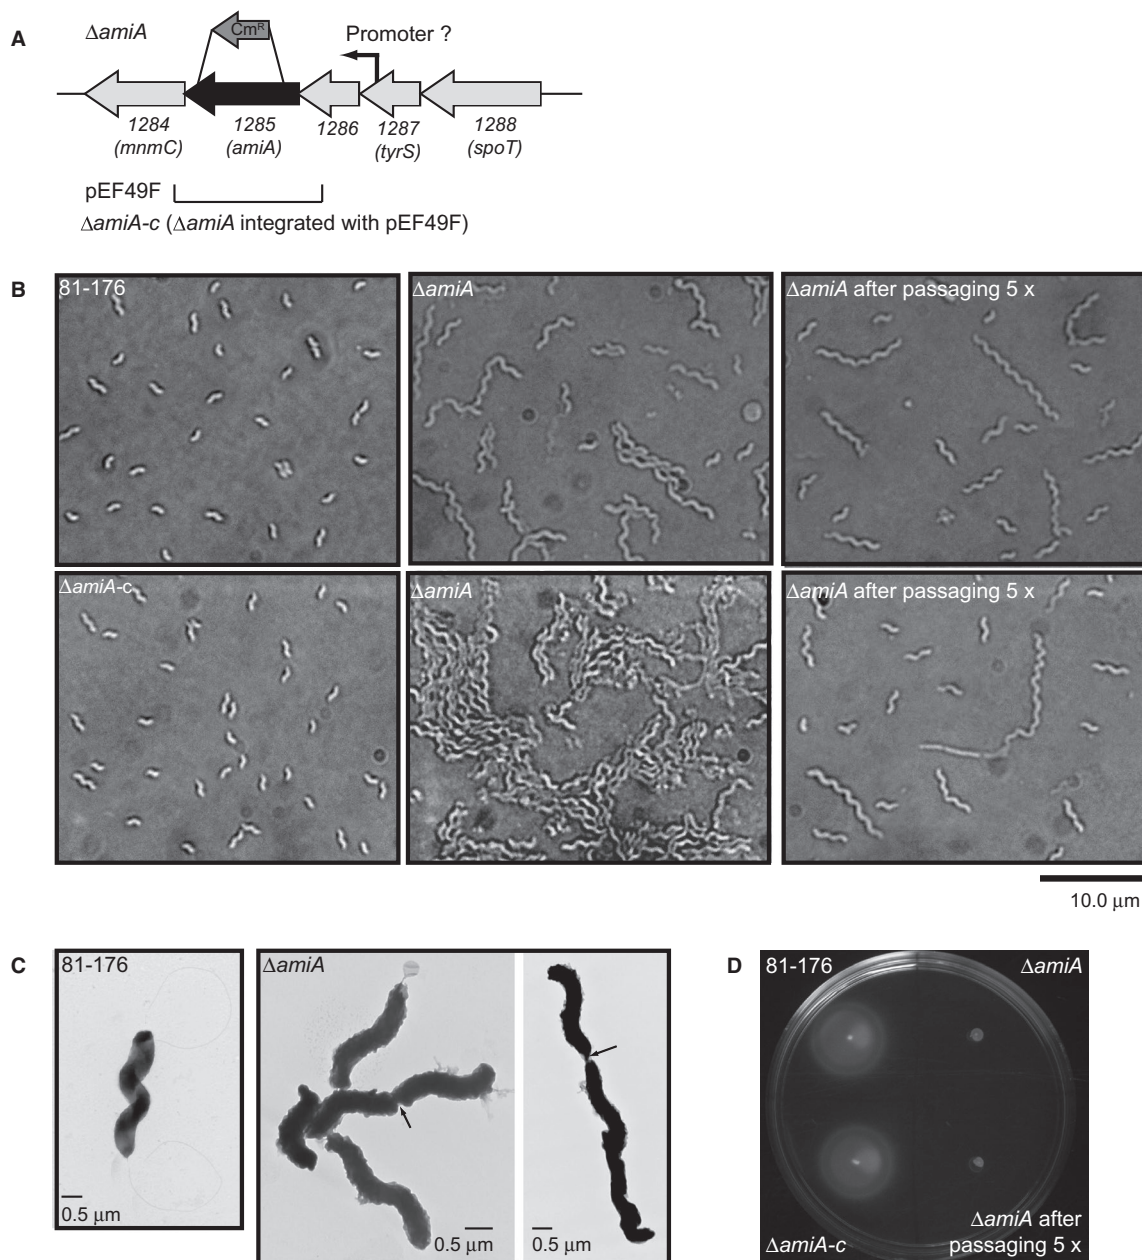 A
ΔamiA
CmR
Promoter ?
1284
(mnmC)
1285
(amiA)
1286
1287
(tyrS)
1288
(spoT)
pEF49F
ΔamiA-c (ΔamiA integrated with pEF49F)
B
81-176
ΔamiA
ΔamiA after passaging 5 x
ΔamiA-c
ΔamiA
ΔamiA after passaging 5 x
10.0 μm
C
81-176
0.5 μm
ΔamiA
0.5 μm
0.5 μm
D
81-176
ΔamiA
ΔamiA-c
ΔamiA after
passaging 5 x